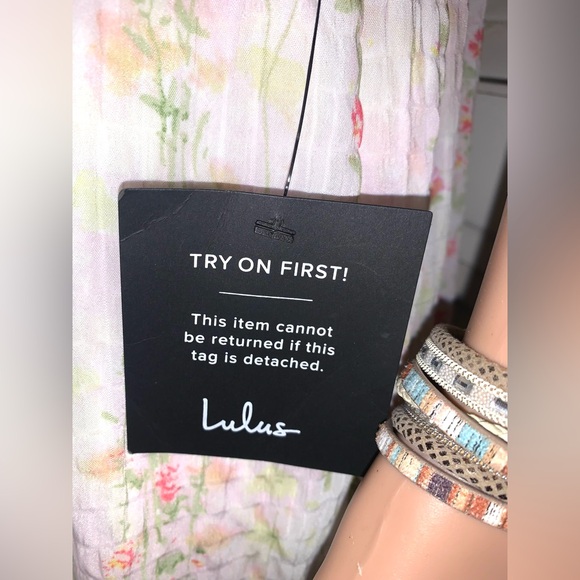 TRY ON FIRST!
This item cannot
be returned if this
tag is detached.
Lulus